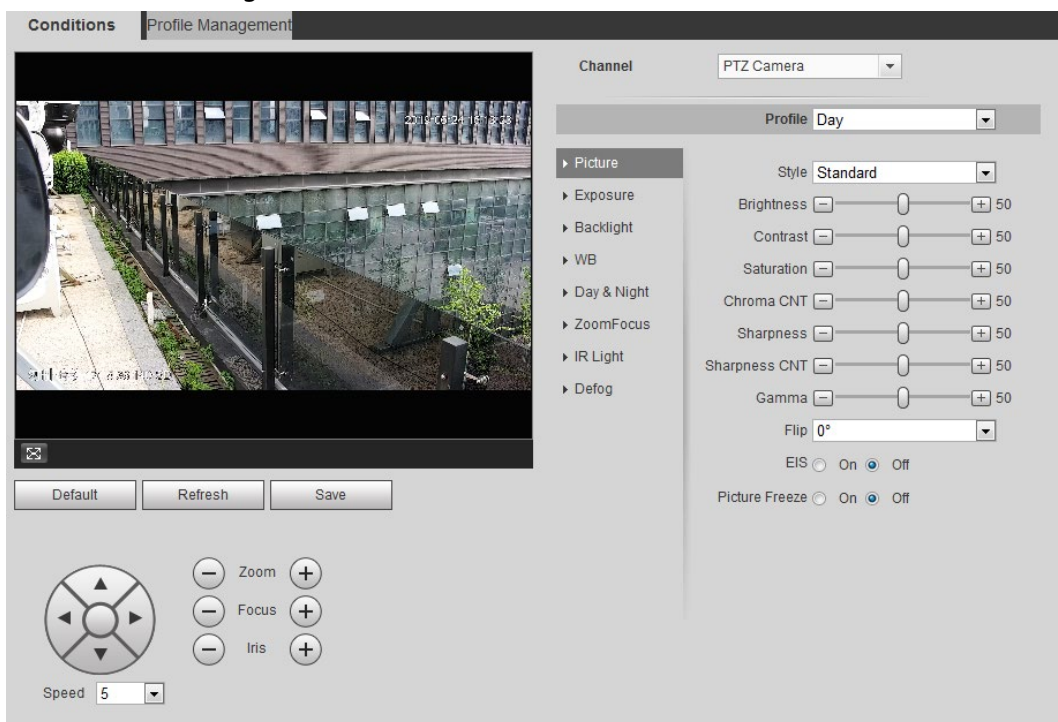 Conditions
Profile Management
Channel PTZ Camera
Profile Day
Picture
Exposure
Backlight
WB
Day & Night
ZoomFocus
IR Light
Defog
Style Standard
Brightness 50
Contrast 50
Saturation 50
Chroma CNT 50
Sharpness 50
Sharpness CNT 50
Gamma 50
Flip 0°
EIS On Off
Picture Freeze On Off
Default
Refresh
Save
Zoom
Focus
Iris
Speed 5